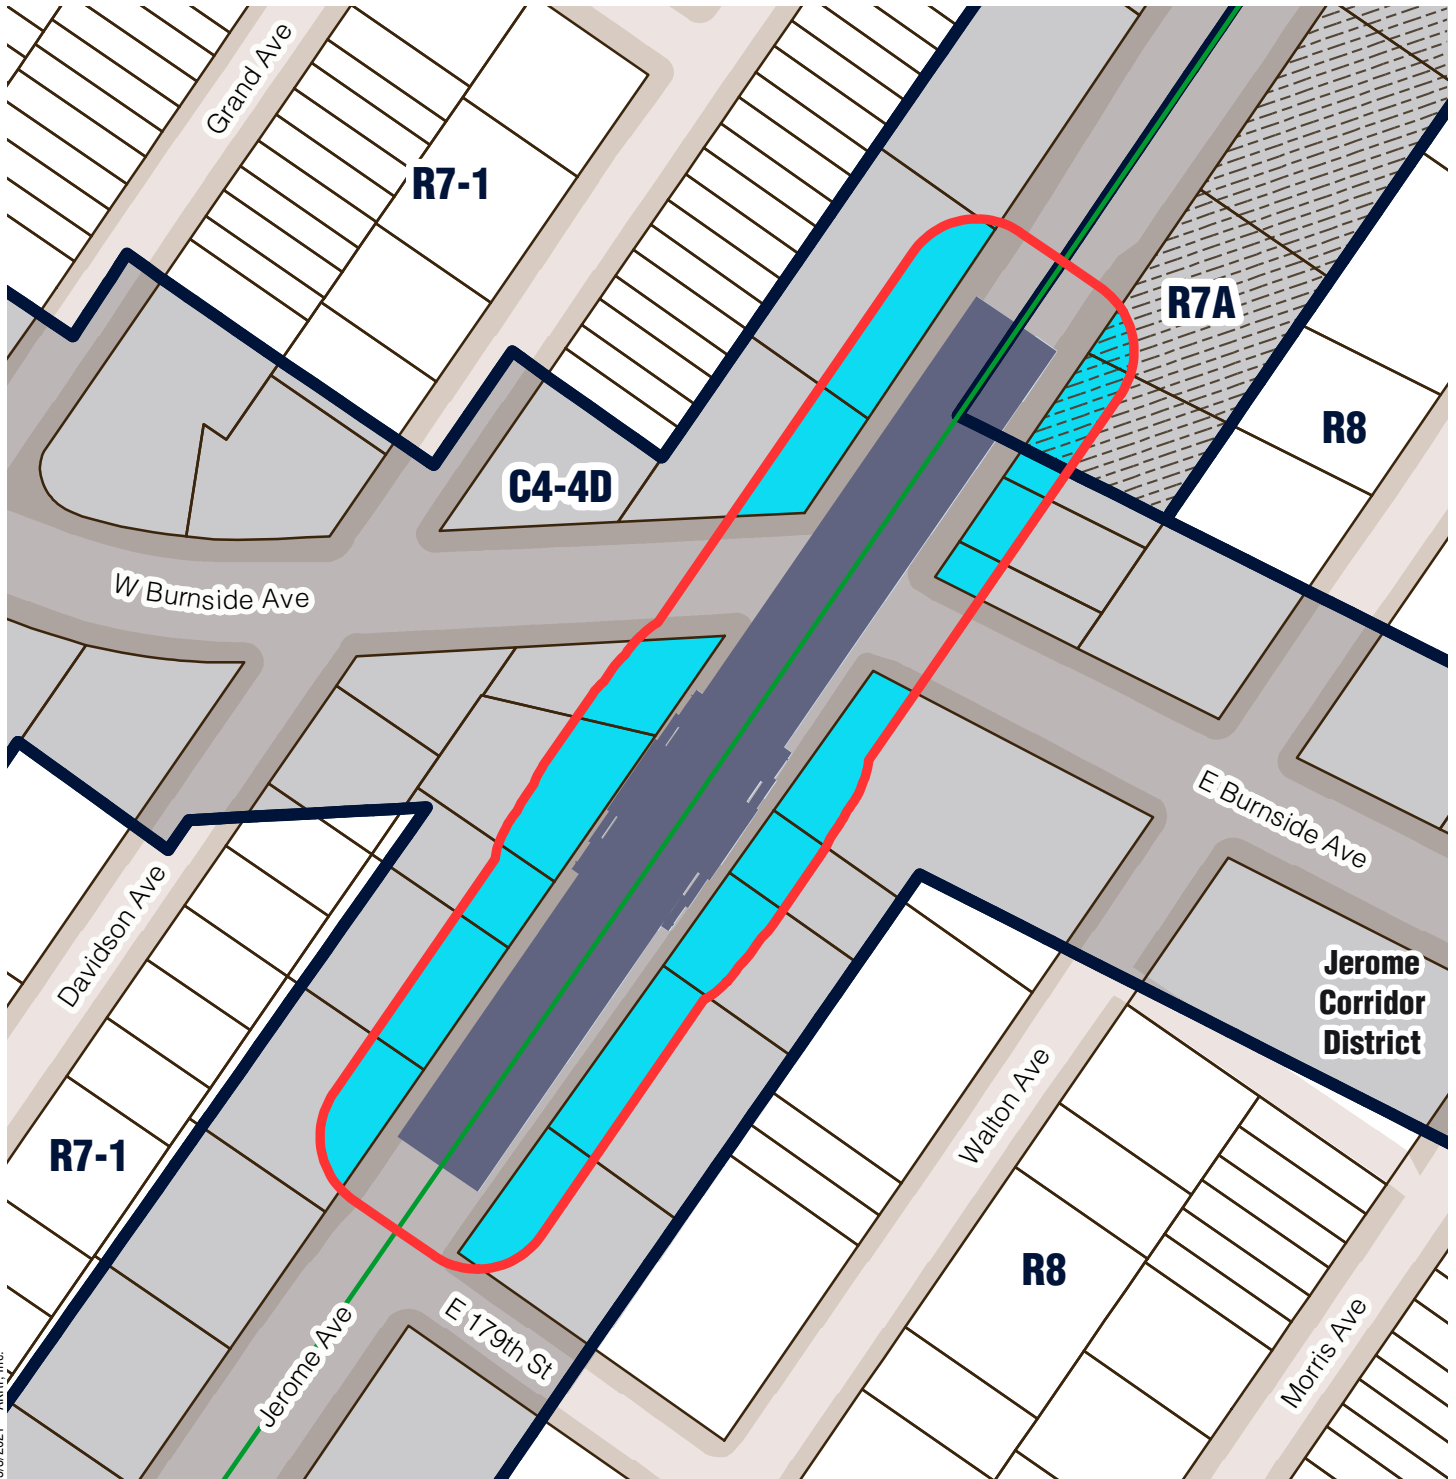 Grand Ave
R7-1
R7A
R8
C4-4D
W Burnside Ave
E Burnside Ave
Davidson Ave
Jerome
Corridor
District
Walton Ave
R7-1
R8
E 179th St
Jerome Ave
Morris Ave